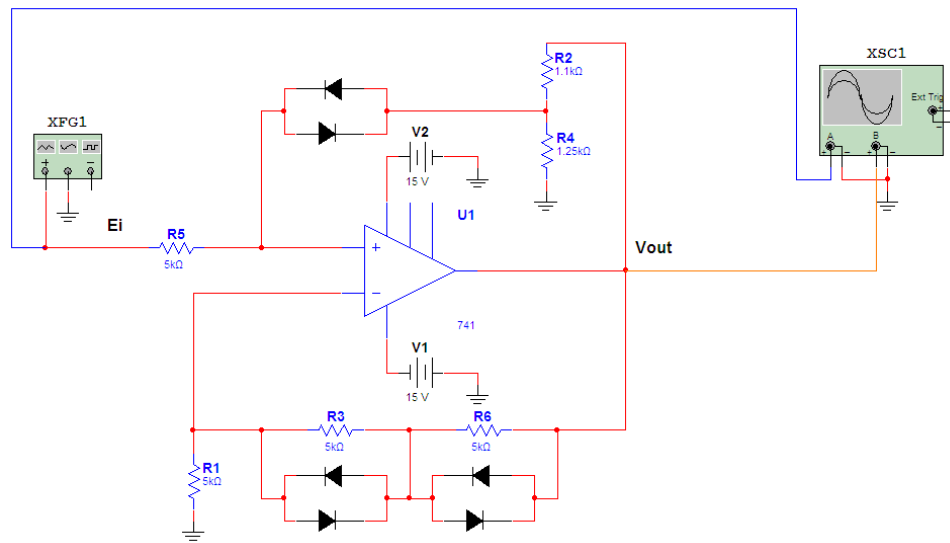 XSC1
Ext Trig
+
−
A
B
+ − + −
R2
1.1kΩ
R4
1.25kΩ
XFG1
+ −
V2
15 V
U1
Ei
R5
5kΩ
+
−
Vout
741
V1
15 V
R3
5kΩ
R6
5kΩ
R1
5kΩ